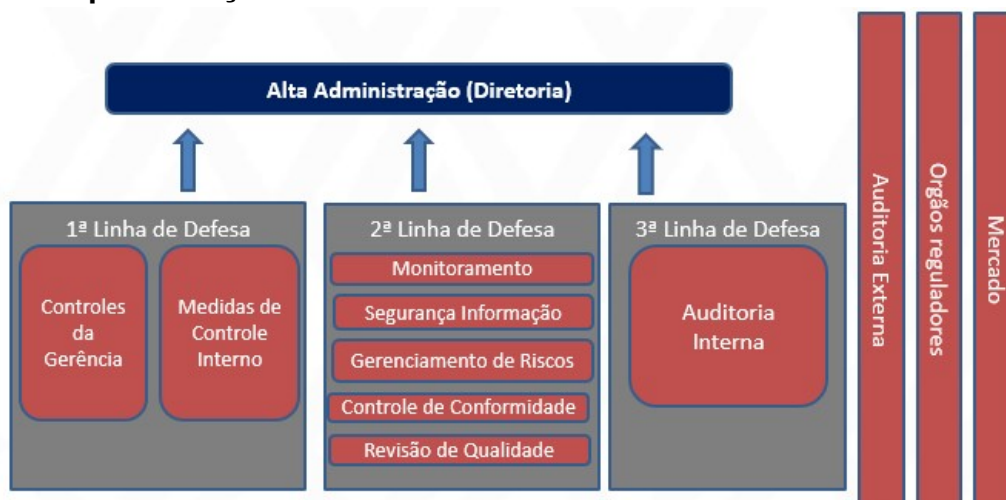 Alta Administração (Diretoria)
1ª Linha de Defesa
Controles
da
Gerência
Medidas de
Controle
Interno
2ª Linha de Defesa
Monitoramento
Segurança Informação
Gerenciamento de Riscos
Controle de Conformidade
Revisão de Qualidade
3ª Linha de Defesa
Auditoria
Interna
Auditoria Externa
Orgãos reguladores
Mercado